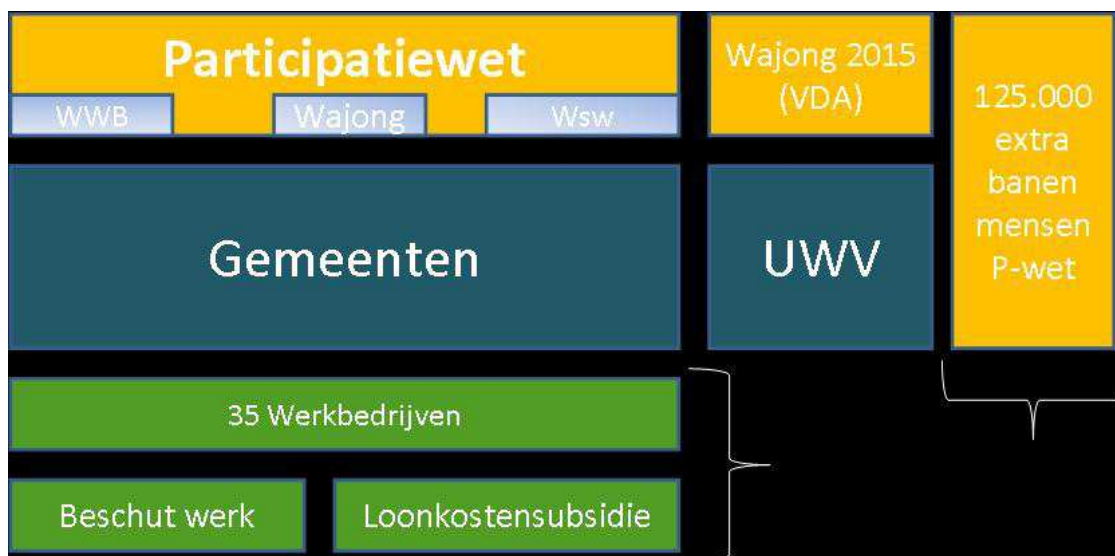 Participatiewet
WWB
Wajong
Wsw
Wajong 2015
(VDA)
125.000
extra
banen
mensen
P-wet
Gemeenten
UWV
35 Werkbedrijven
Beschut werk
Loonkostensubsidie